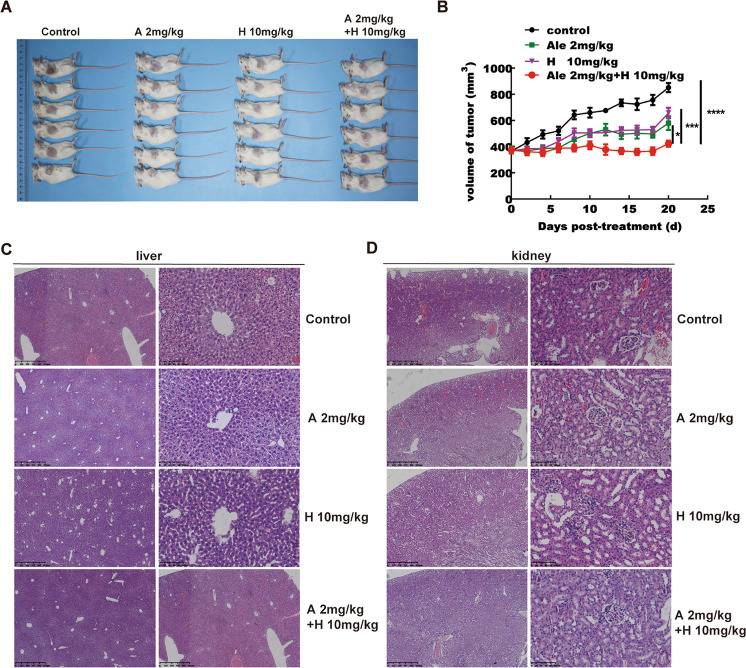 A
Control
A 2mg/kg
H 10mg/kg
A 2mg/kg
+H 10mg/kg
B
control
Ale 2mg/kg
H 10mg/kg
Ale 2mg/kg+H 10mg/kg
volume of tumor (mm3)
1000
800
600
400
200
0
0
5
10
15
20
25
Days post-treatment (d)
*
***
****
C
liver
Control
A 2mg/kg
H 10mg/kg
A 2mg/kg
+H 10mg/kg
D
kidney
Control
A 2mg/kg
H 10mg/kg
A 2mg/kg
+H 10mg/kg